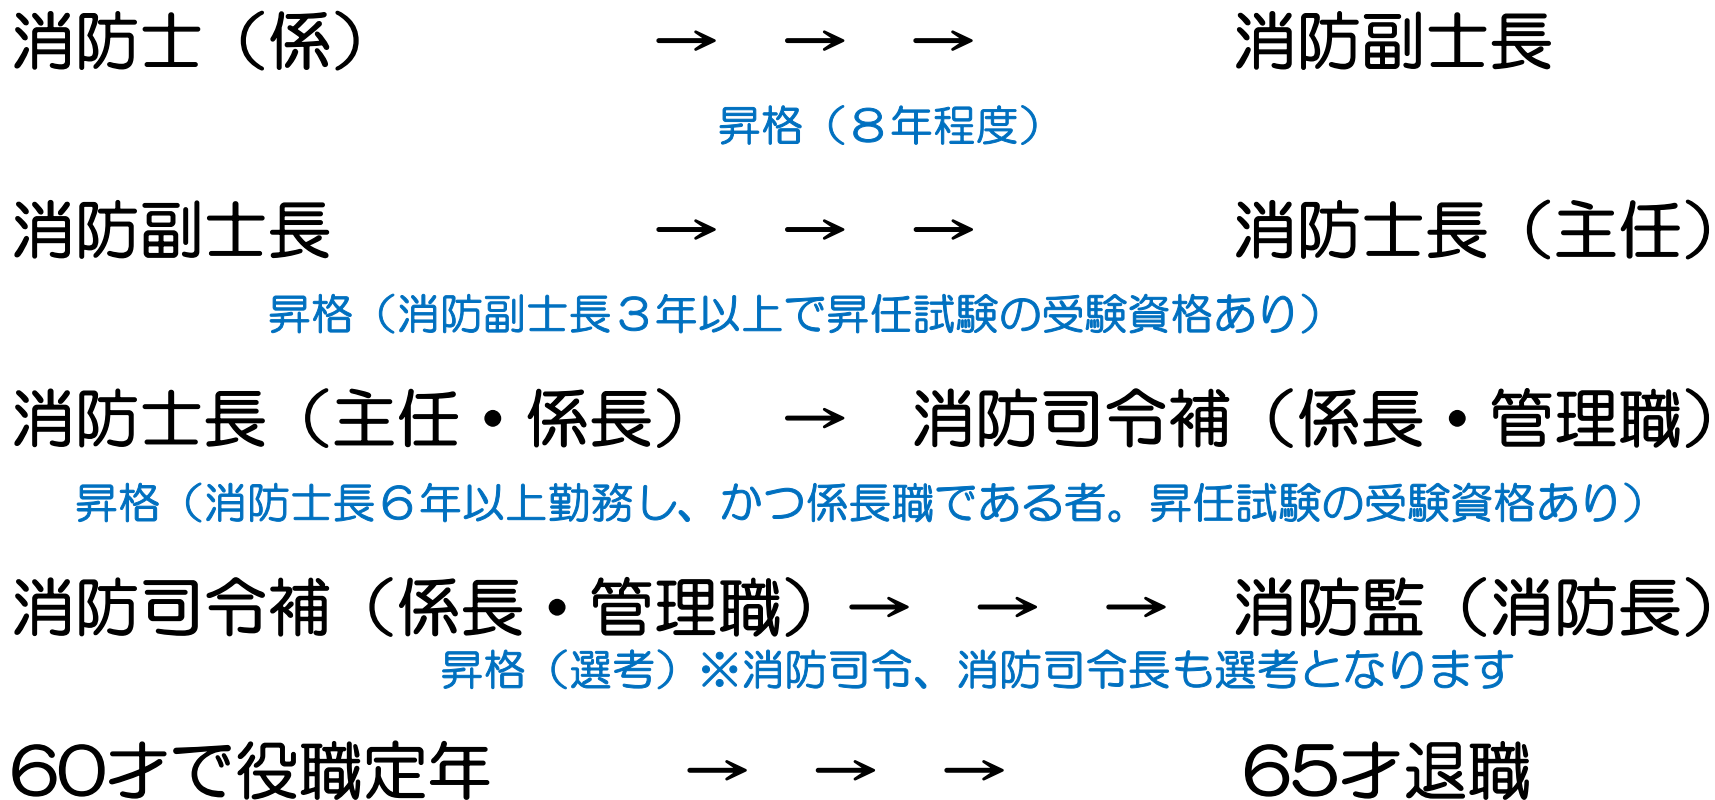 消防士（係）　→　→　→　消防副士長
昇格（８年程度）
消防副士長　→　→　→　消防士長（主任）
昇格（消防副士長３年以上で昇任試験の受験資格あり）
消防士長（主任・係長）　→　消防司令補（係長・管理職）
昇格（消防士長６年以上勤務し、かつ係長職である者。昇任試験の受験資格あり）
消防司令補（係長・管理職）→　→　→　消防監（消防長）
昇格（選考）※消防司令、消防司令長も選考となります
60才で役職定年　→　→　→　65才退職